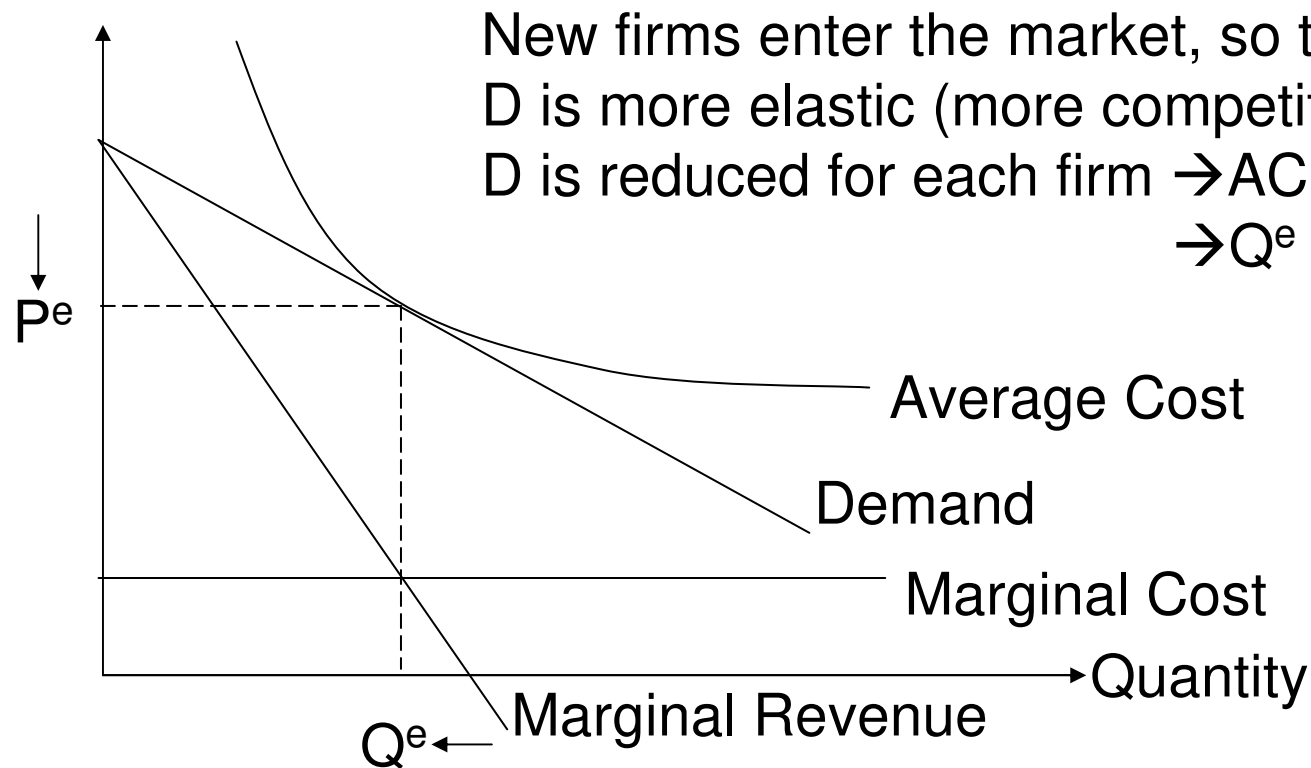 New firms enter the market, so t
D is more elastic (more competit
D is reduced for each firm →AC
→Qᵉ
Pᵉ
Average Cost
Demand
Marginal Cost
Quantity
Marginal Revenue
Qᵉ